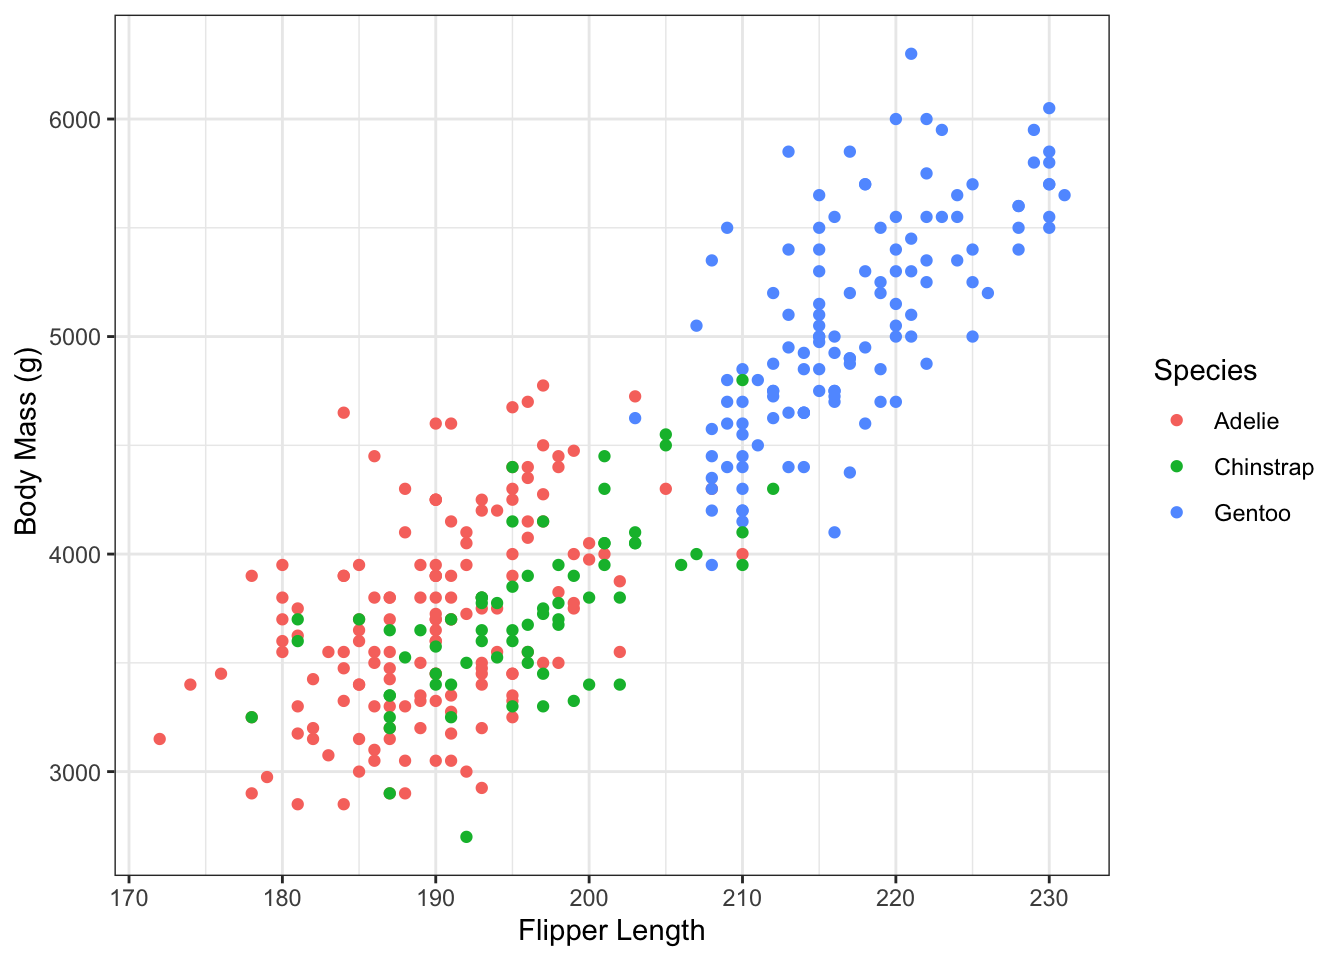 6000
5000
4000
3000
Body Mass (g)
170 180 190 200 210 220 230
Flipper Length
Species
Adelie
Chinstrap
Gentoo